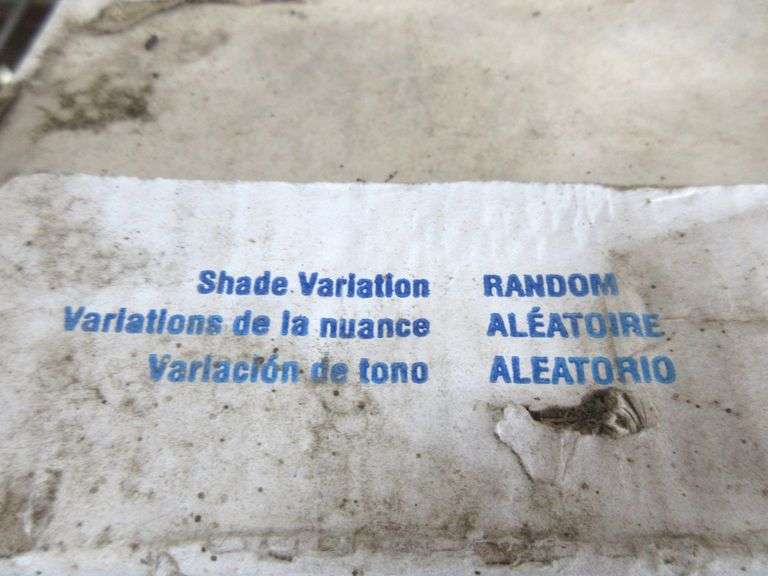 Shade Variation RANDOM
Variations de la nuance ALÉATOIRE
Variación de tono ALEATORIO